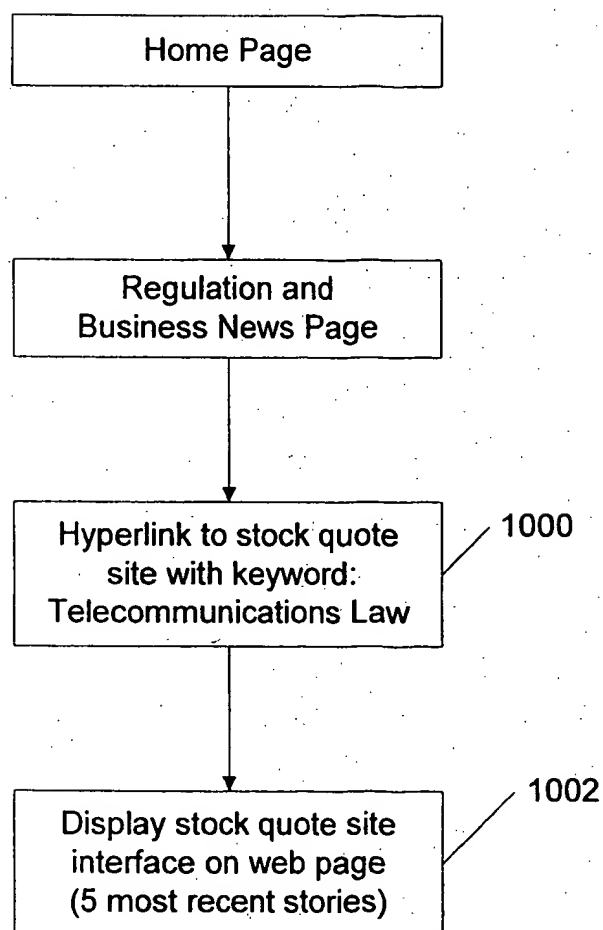 Home Page
Regulation and
Business News Page
Hyperlink to stock quote
site with keyword:
Telecommunications Law
1000
Display stock quote site
interface on web page
(5 most recent stories)
1002